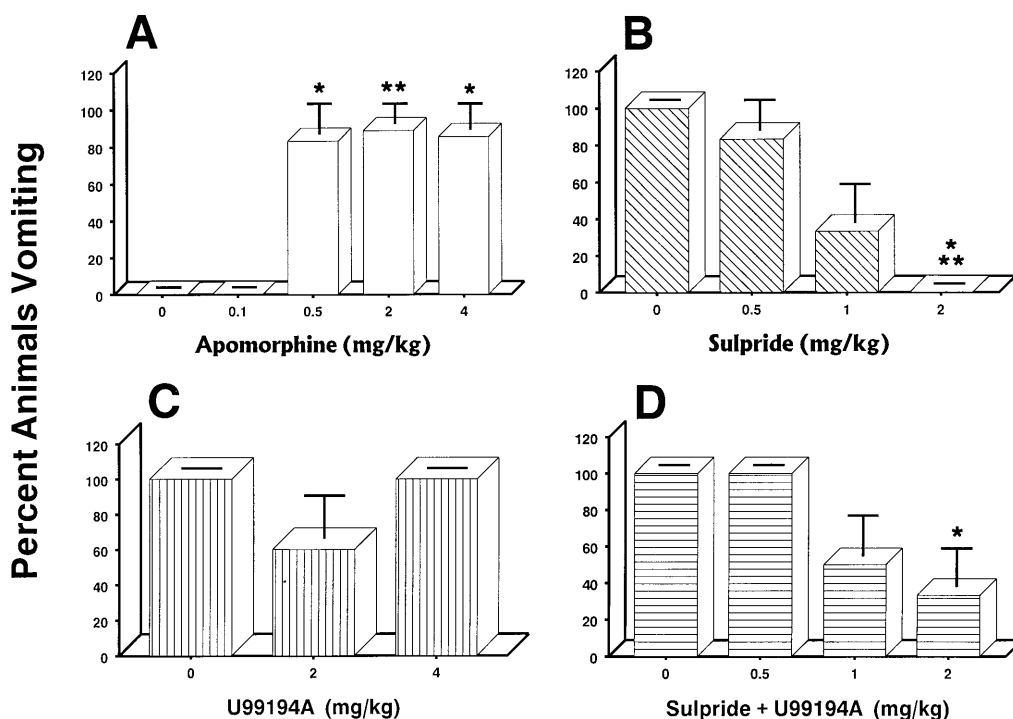 Percent Animals Vomiting
A
120
100
80
60
40
20
0
*
**
*
0 0.1 0.5 2 4
Apomorphine (mg/kg)
B
120
100
80
60
40
20
0
*
**
0 0.5 1 2
Sulpride (mg/kg)
C
120
100
80
60
40
20
0
0 2 4
U99194A (mg/kg)
D
120
100
80
60
40
20
0
*
0 0.5 1 2
Sulpride + U99194A (mg/kg)